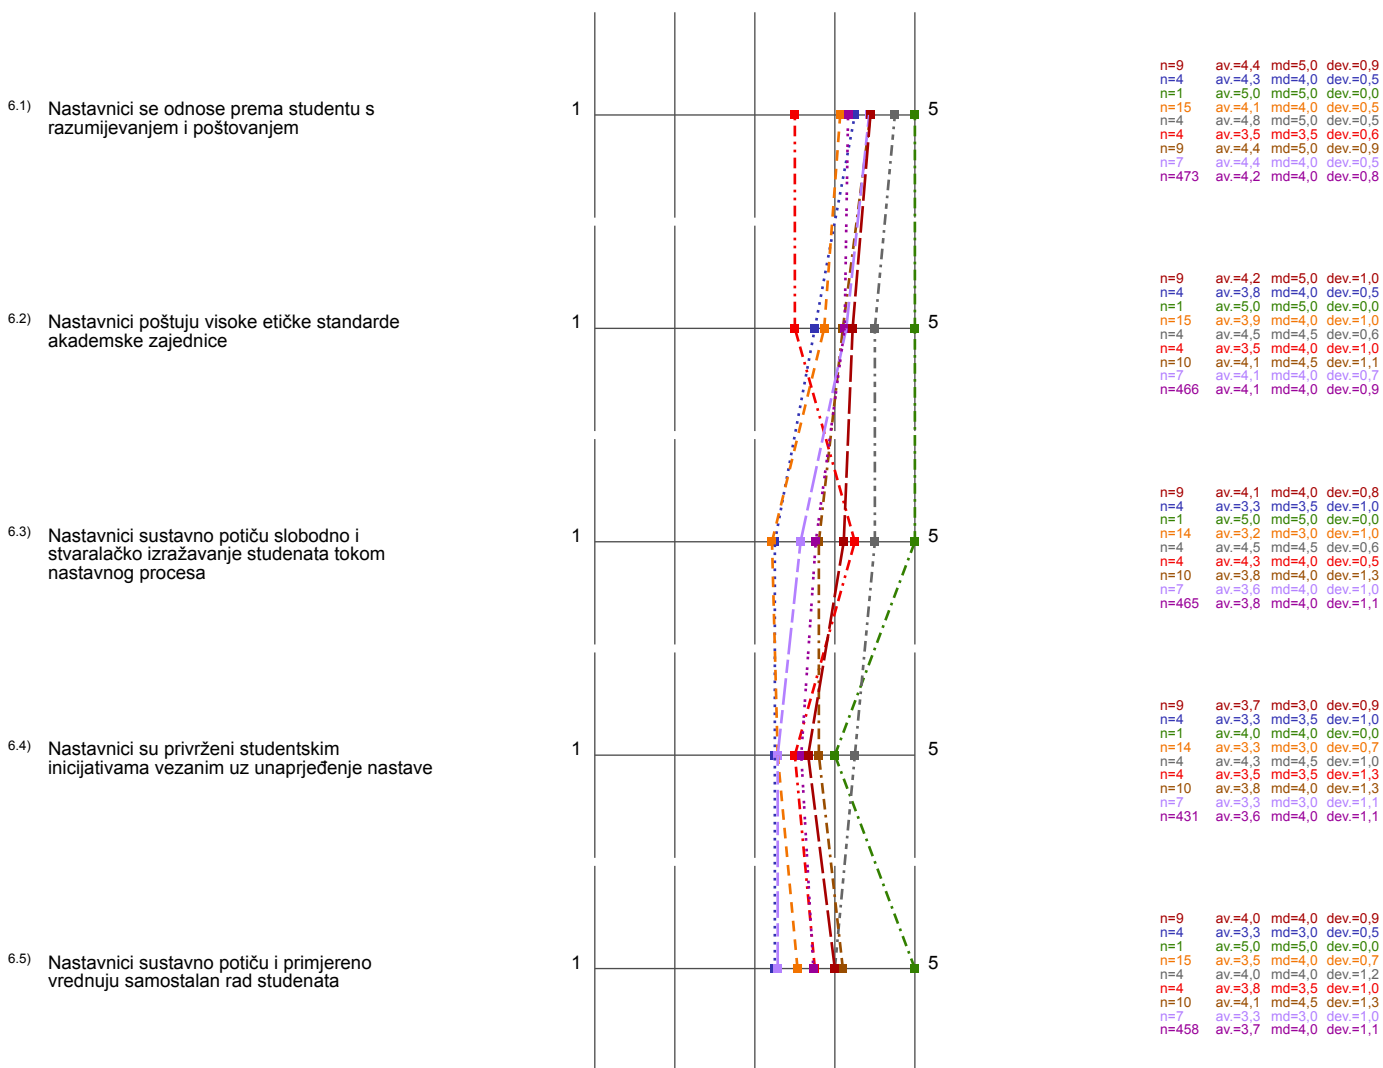 6.1) Nastavnici se odnose prema studentu s
razumijevanjem i poštovanjem
1 5
n=9 av.=4,4 md=5,0 dev.=0,9
n=4 av.=4,3 md=4,0 dev.=0,5
n=1 av.=5,0 md=5,0 dev.=0,0
n=15 av.=4,1 md=4,0 dev.=0,5
n=4 av.=4,8 md=5,0 dev.=0,5
n=4 av.=3,5 md=3,5 dev.=0,6
n=9 av.=4,4 md=5,0 dev.=0,9
n=7 av.=4,4 md=4,0 dev.=0,5
n=473 av.=4,2 md=4,0 dev.=0,8
6.2) Nastavnici poštuju visoke etičke standarde
akademske zajednice
1 5
n=9 av.=4,2 md=5,0 dev.=1,0
n=4 av.=3,8 md=4,0 dev.=0,5
n=1 av.=5,0 md=5,0 dev.=0,0
n=15 av.=3,9 md=4,0 dev.=1,0
n=4 av.=4,5 md=4,5 dev.=0,6
n=4 av.=3,5 md=4,0 dev.=1,0
n=10 av.=4,1 md=4,5 dev.=1,1
n=7 av.=4,1 md=4,0 dev.=0,7
n=466 av.=4,1 md=4,0 dev.=0,9
6.3) Nastavnici sustavno potiču slobodno i
stvaralačko izražavanje studenata tokom
nastavnog procesa
1 5
n=9 av.=4,1 md=4,0 dev.=0,8
n=4 av.=3,3 md=3,5 dev.=1,0
n=1 av.=5,0 md=5,0 dev.=0,0
n=14 av.=3,2 md=3,0 dev.=1,0
n=4 av.=4,5 md=4,5 dev.=0,6
n=4 av.=4,3 md=4,0 dev.=0,5
n=10 av.=3,8 md=4,0 dev.=1,3
n=7 av.=3,6 md=4,0 dev.=1,0
n=465 av.=3,8 md=4,0 dev.=1,1
6.4) Nastavnici su privrženi studentskim
inicijativama vezanim uz unaprjeđenje nastave
1 5
n=9 av.=3,7 md=3,0 dev.=0,9
n=4 av.=3,3 md=3,5 dev.=1,0
n=1 av.=4,0 md=4,0 dev.=0,0
n=14 av.=3,3 md=3,0 dev.=0,7
n=4 av.=4,3 md=4,5 dev.=1,0
n=4 av.=3,5 md=3,5 dev.=1,3
n=10 av.=3,8 md=4,0 dev.=1,3
n=7 av.=3,3 md=3,0 dev.=1,1
n=431 av.=3,6 md=4,0 dev.=1,1
6.5) Nastavnici sustavno potiču i primjereno
vrednuju samostalan rad studenata
1 5
n=9 av.=4,0 md=4,0 dev.=0,9
n=4 av.=3,3 md=3,0 dev.=0,5
n=1 av.=5,0 md=5,0 dev.=0,0
n=15 av.=3,5 md=4,0 dev.=0,7
n=4 av.=4,0 md=4,0 dev.=1,2
n=4 av.=3,8 md=3,5 dev.=1,0
n=10 av.=4,1 md=4,5 dev.=1,3
n=7 av.=3,3 md=3,0 dev.=1,0
n=458 av.=3,7 md=4,0 dev.=1,1